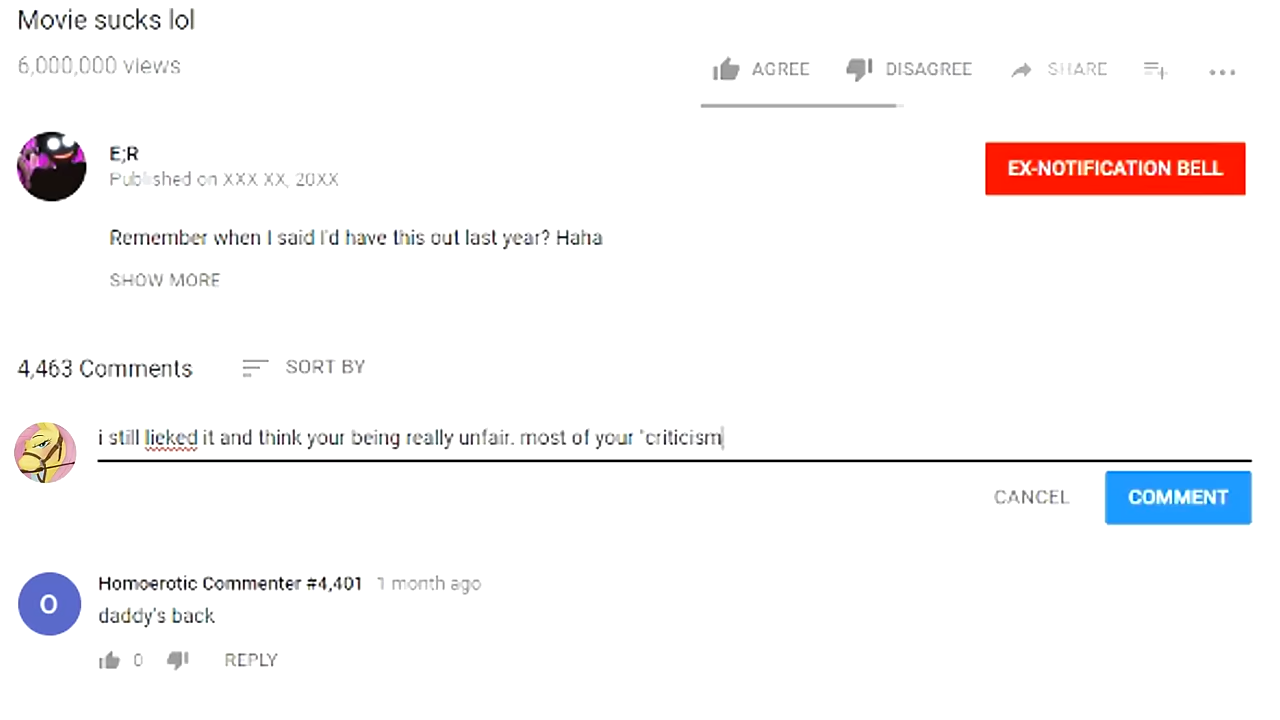 Movie sucks lol
6,000,000 views
AGREE DISAGREE SHARE
E;R
Published on XXX XX, 20XX
EX-NOTIFICATION BELL
Remember when I said I'd have this out last year? Haha
SHOW MORE
4,463 Comments SORT BY
i still lieked it and think your being really unfair. most of your "criticism
CANCEL COMMENT
O
Homoerotic Commenter #4,401 1 month ago
daddy's back
0 REPLY